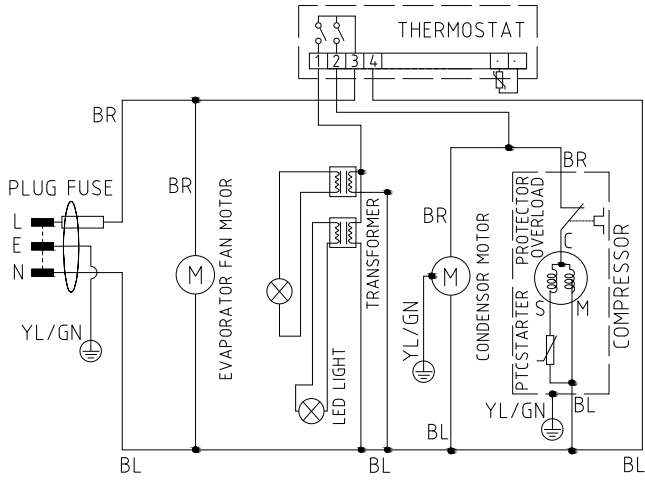 THERMOSTAT
1 2 3 4
BR
PLUG FUSE
L
E
N
YL/GN
BR
EVAPORATOR FAN MOTOR
M
TRANSFORMER
LED LIGHT
BR
M
CONDENSOR MOTOR
YL/GN
BR
PROTECTOR
OVERLOAD
C
S M
PTCSTARTER
COMPRESSOR
YL/GN
BL
BL
BL
BL
BL